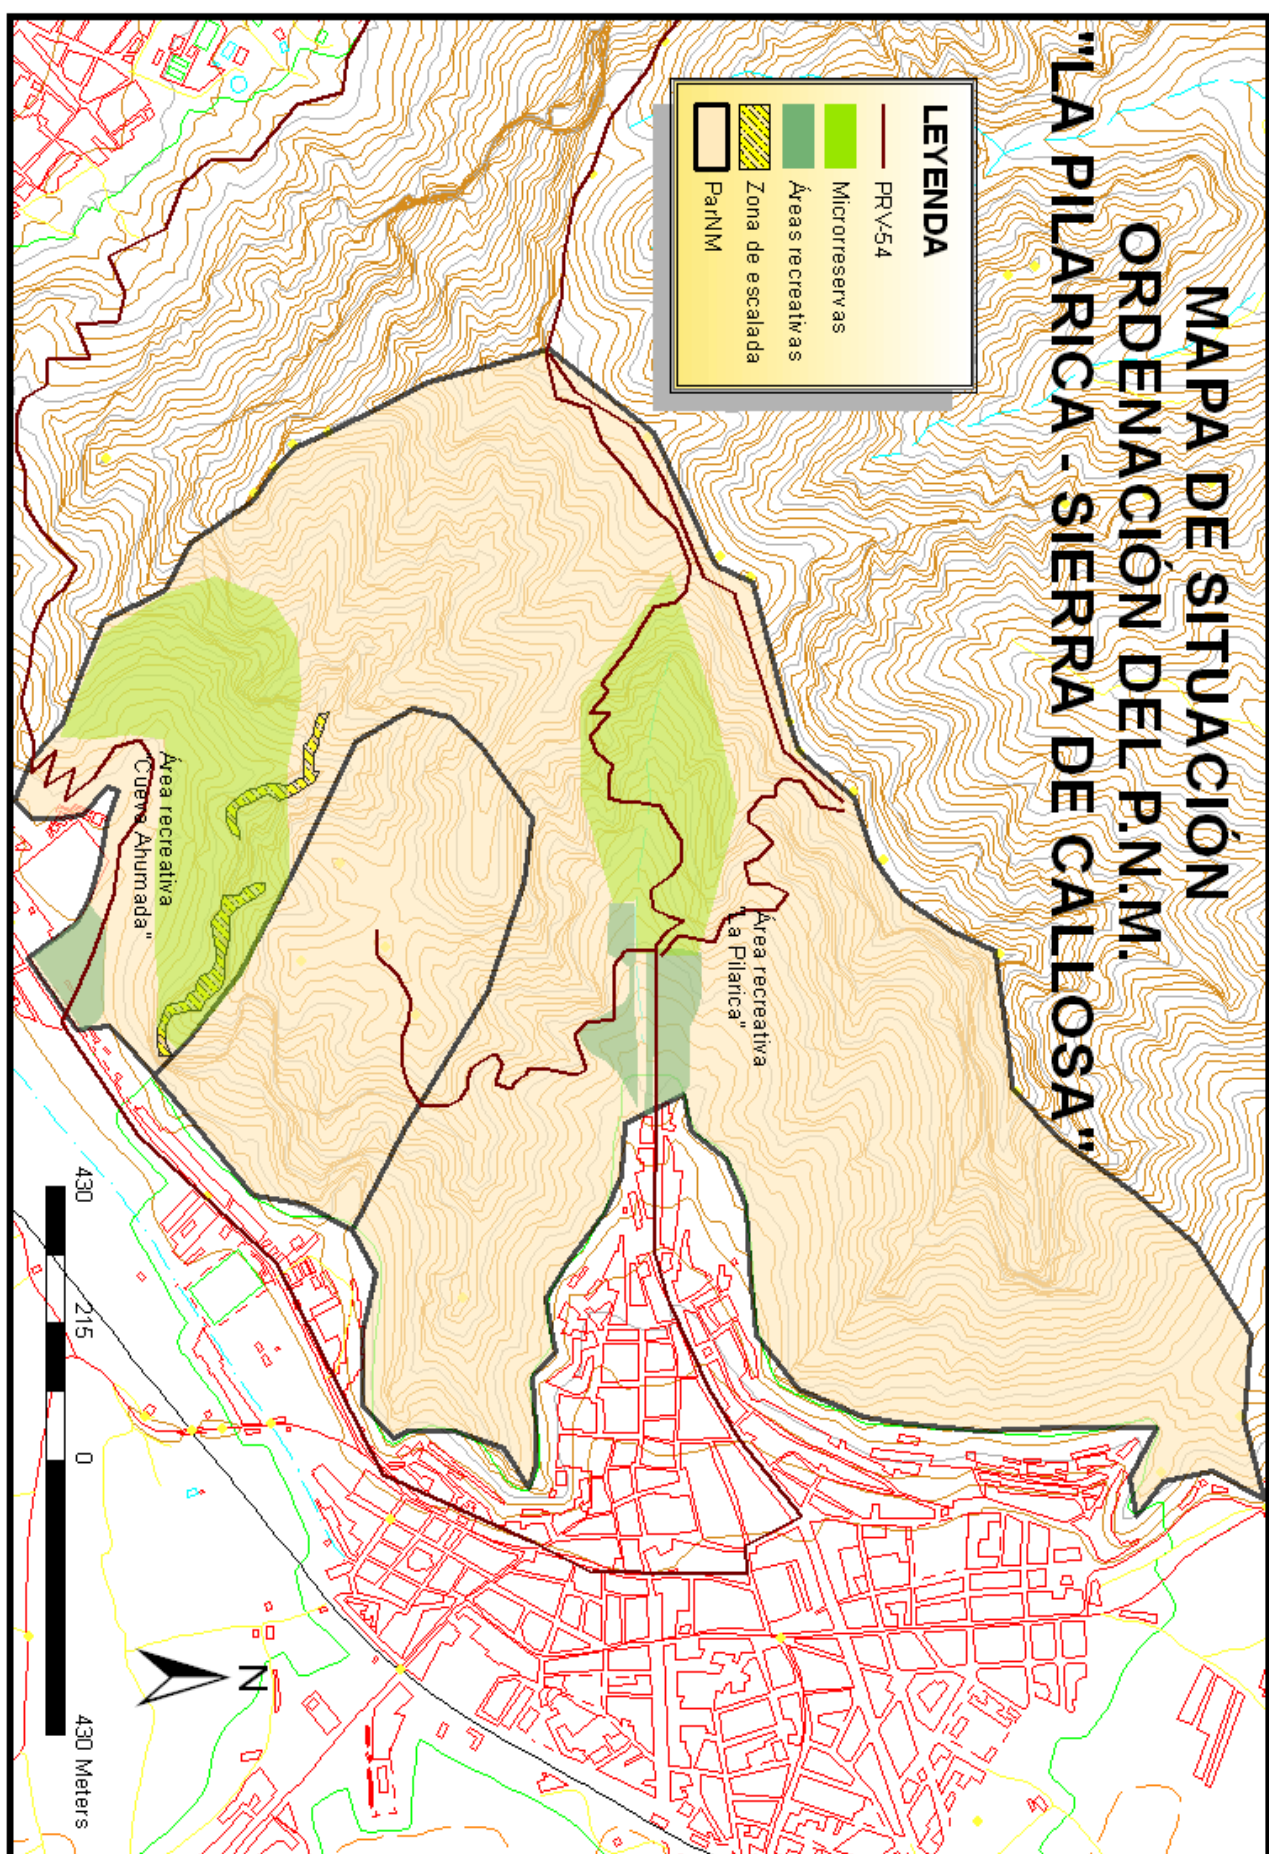 MAPA DE SITUACIÓN
ORDENACIÓN DEL P.N.M.
"LA PILARICA - SIERRA DE CALLOSA"
LEYENDA
PRV-54
Microrreservas
Áreas recreativas
Zona de escalada
ParNM
Área recreativa
"La Pilarica"
Área recreativa
"Cueva Ahumada"
N
430 215 0 430 Meters